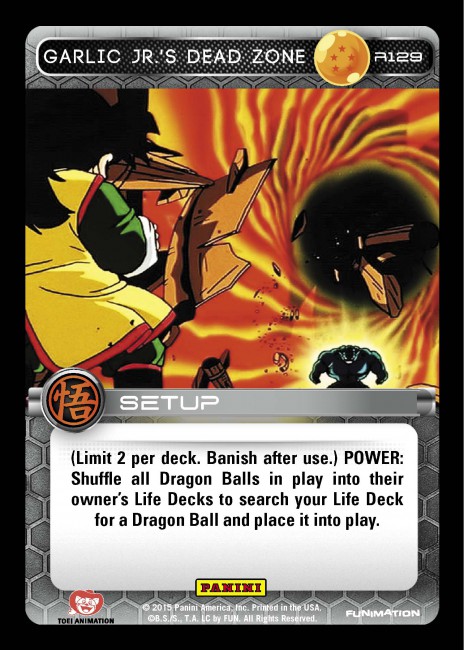 GARLIC JR.'S DEAD ZONE R129
悟 SETUP
(Limit 2 per deck. Banish after use.) POWER:
Shuffle all Dragon Balls in play into their
owner's Life Decks to search your Life Deck
for a Dragon Ball and place it into play.
PANINI
TOEI ANIMATION
© 2015 Panini America, Inc. Printed in the USA.
©B.S./S., T.A. LC by FUN. All Rights Reserved.
FUNIMATION